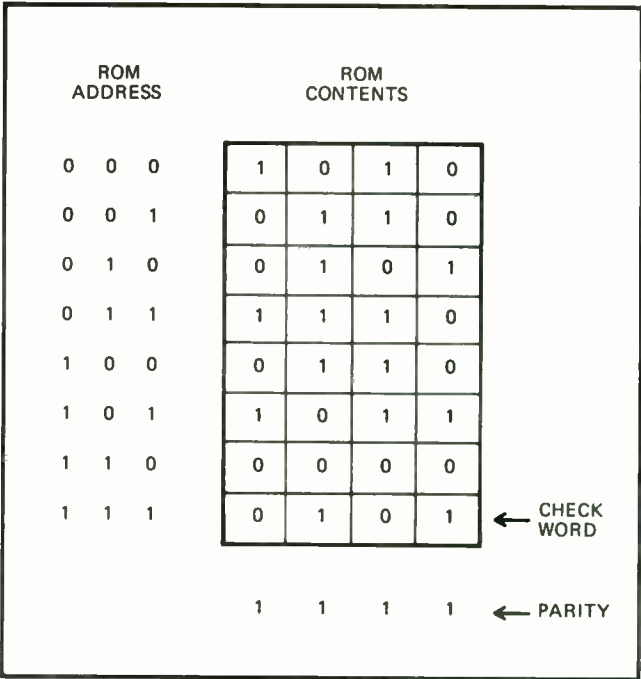 ROM ADDRESS
ROM CONTENTS
0 0 0 1 0 1 0
0 0 1 0 1 1 0
0 1 0 0 1 0 1
0 1 1 1 1 1 0
1 0 0 0 1 1 0
1 0 1 1 0 1 1
1 1 0 0 0 0 0
1 1 1 0 1 0 1 CHECK WORD
1 1 1 1 PARITY